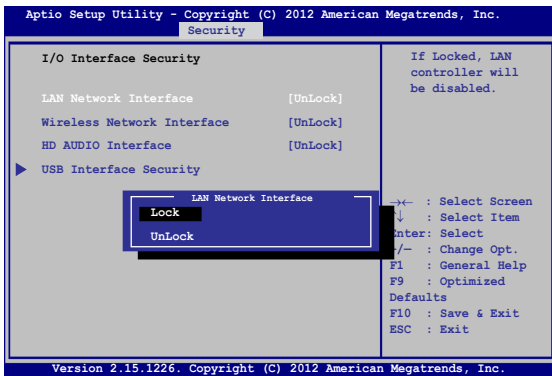 Aptio Setup Utility - Copyright (C) 2012 American Megatrends, Inc.
Security
I/O Interface Security
LAN Network Interface [UnLock]
Wireless Network Interface [UnLock]
HD AUDIO Interface [UnLock]
USB Interface Security
If Locked, LAN
controller will
be disabled.
LAN Network Interface
Lock
UnLock
→← : Select Screen
↑↓ : Select Item
Enter: Select
+/— : Change Opt.
F1 : General Help
F9 : Optimized
Defaults
F10 : Save & Exit
ESC : Exit
Version 2.15.1226. Copyright (C) 2012 American Megatrends, Inc.